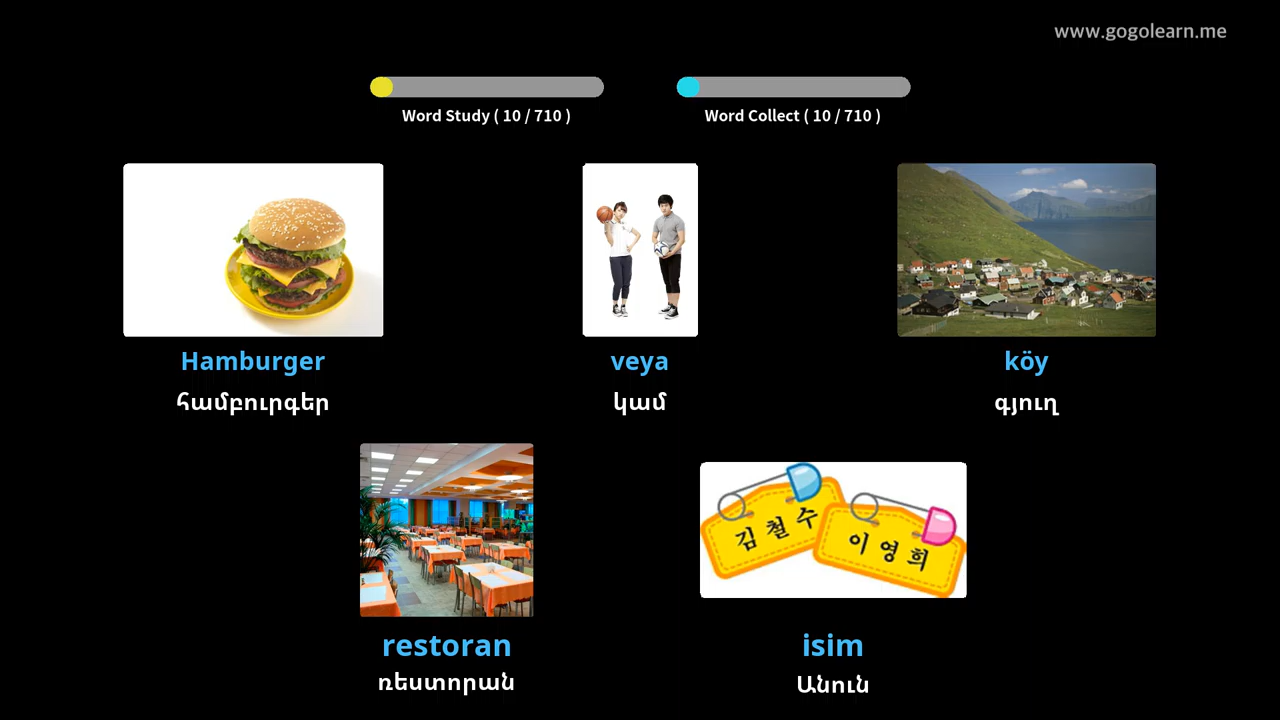 www.gogolearn.me
Word Study ( 10 / 710 )
Word Collect ( 10 / 710 )
Hamburger
veya
köy
համբուրգեր
կամ
գյուղ
김철수
이영희
restoran
isim
ռեստորան
Անուն